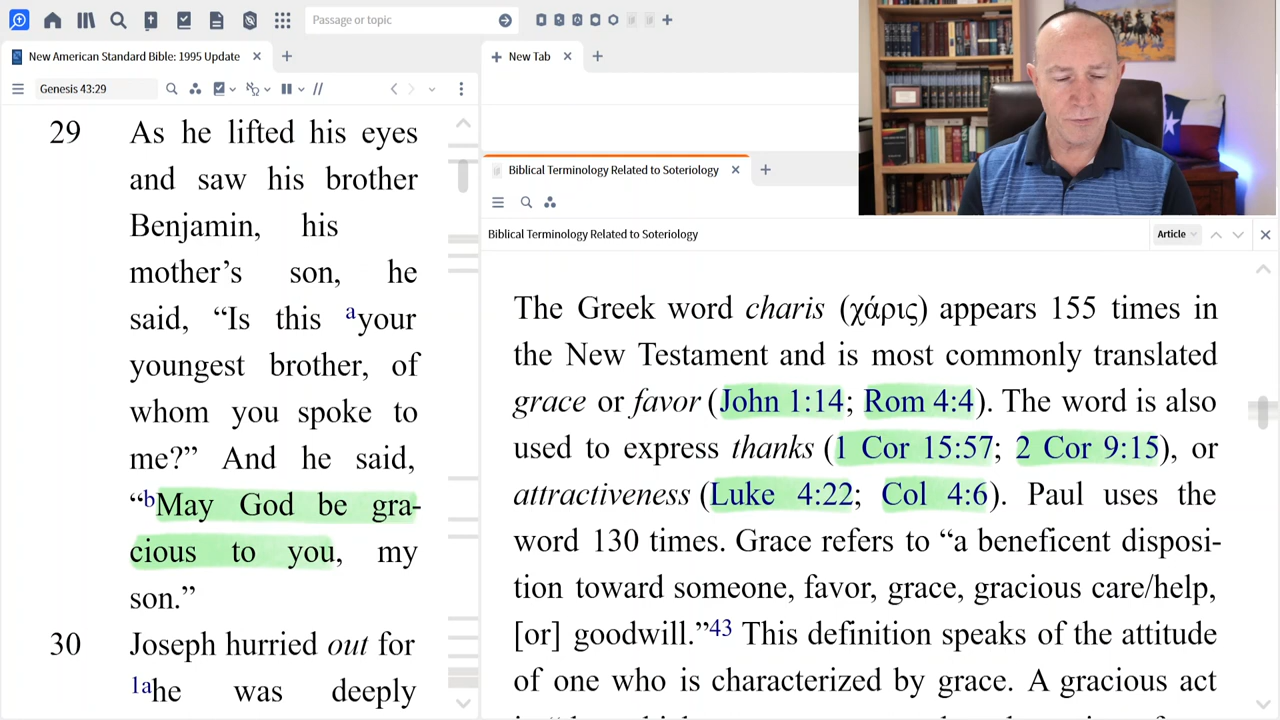 Passage or topic
New American Standard Bible: 1995 Update
New Tab
Genesis 43:29
29 As he lifted his eyes
and saw his brother
Benjamin, his
mother's son, he
said, “Is this ayour
youngest brother, of
whom you spoke to
me?” And he said,
“bMay God be gra-
cious to you, my
son.”
30 Joseph hurried out for
1ahe was deeply
Biblical Terminology Related to Soteriology
Biblical Terminology Related to Soteriology
Article
The Greek word charis (χάρις) appears 155 times in
the New Testament and is most commonly translated
grace or favor (John 1:14; Rom 4:4). The word is also
used to express thanks (1 Cor 15:57; 2 Cor 9:15), or
attractiveness (Luke 4:22; Col 4:6). Paul uses the
word 130 times. Grace refers to “a beneficent disposi-
tion toward someone, favor, grace, gracious care/help,
[or] goodwill.”43 This definition speaks of the attitude
of one who is characterized by grace. A gracious act